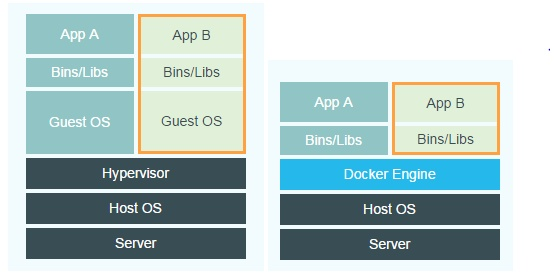 App A
App B
Bins/Libs
Bins/Libs
Guest OS
Guest OS
Hypervisor
Host OS
Server
App A
App B
Bins/Libs
Bins/Libs
Docker Engine
Host OS
Server